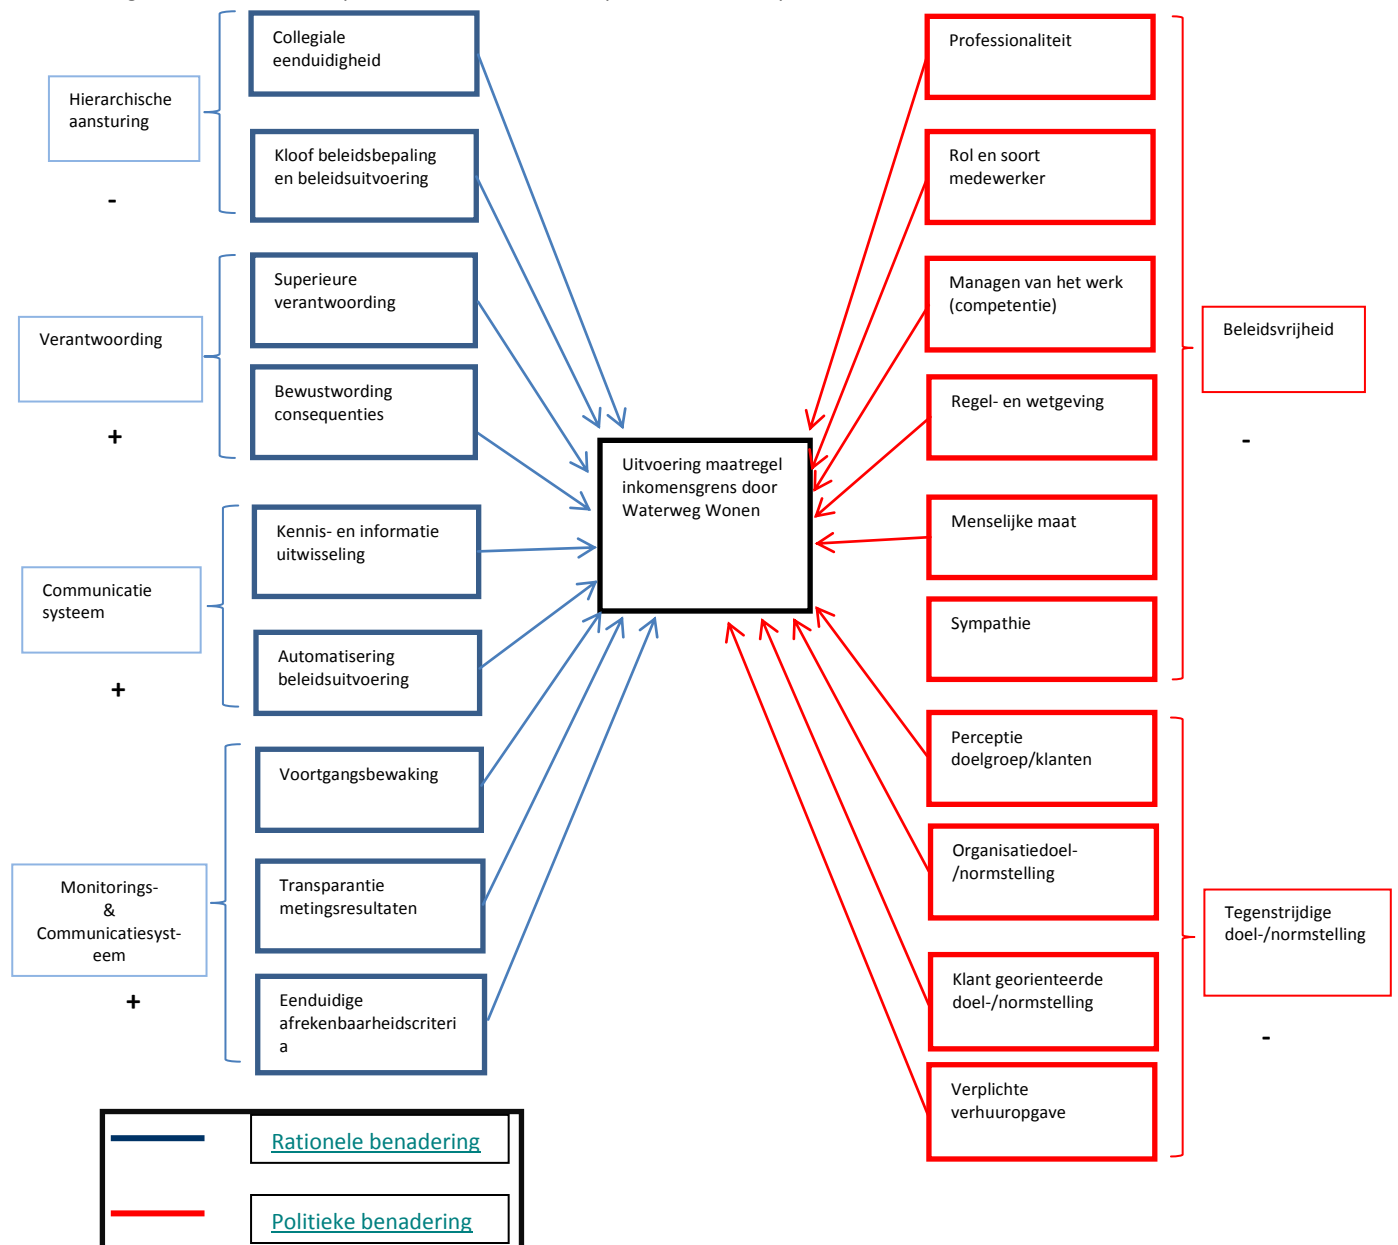 Collegiale
eenduidigheid
Hierarchische
aansturing
Kloof beleidsbepaling
en beleidsuitvoering
-
Superieure
verantwoording
Verantwoording
Bewustwording
consequenties
+
Kennis- en informatie
uitwisseling
Communicatie
systeem
Automatisering
beleidsuitvoering
+
Voortgangsbewaking
Monitorings-
&
Communicatiesyst-
eem
Transparantie
metingsresultaten
+
Eenduidige
afrekenbaarheidscriteri
a
Uitvoering maatregel
inkomensgrens door
Waterweg Wonen
Professionaliteit
Rol en soort
medewerker
Managen van het werk
(competentie)
Beleidsvrijheid
Regel- en wetgeving
-
Menselijke maat
Sympathie
Perceptie
doelgroep/klanten
Organisatiedoel-
/normstelling
Tegenstrijdige
doel-/normstelling
Klant georienteerde
doel-/normstelling
-
Verplichte
verhuuropgave
Rationele benadering
Politieke benadering